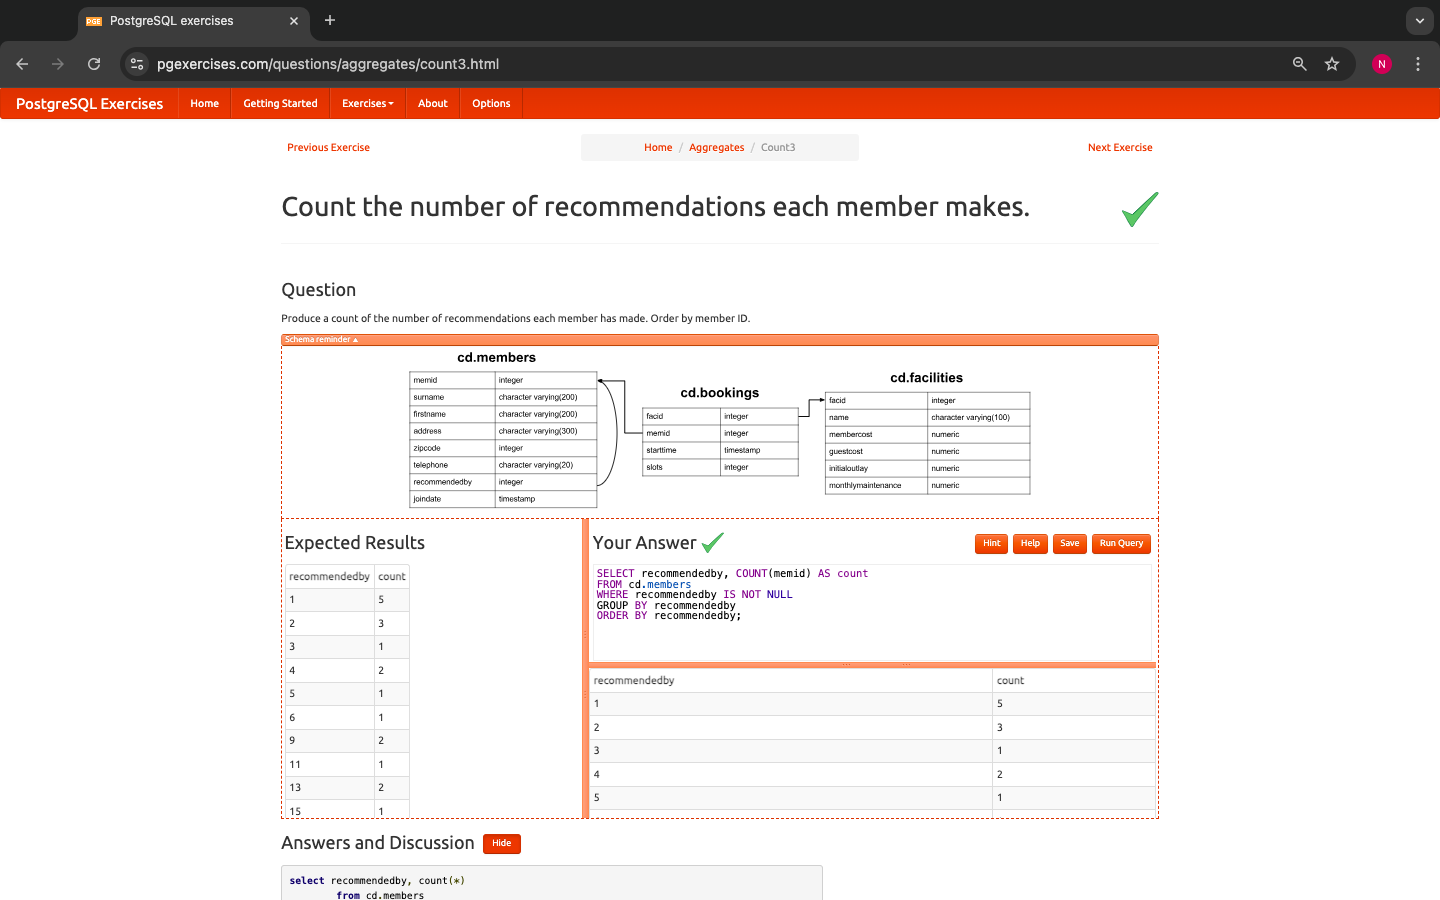 PostgreSQL exercises
pgexercises.com/questions/aggregates/count3.html
N
PostgreSQL Exercises Home Getting Started Exercises About Options
Previous Exercise Home / Aggregates / Count3 Next Exercise
Count the number of recommendations each member makes.
Question
Produce a count of the number of recommendations each member has made. Order by member ID.
Schema reminder
cd.members
memid integer
surname character varying(200)
firstname character varying(200)
address character varying(300)
zipcode integer
telephone character varying(20)
recommendedby integer
joindate timestamp
cd.bookings
facid integer
memid integer
starttime timestamp
slots integer
cd.facilities
facid integer
name character varying(100)
membercost numeric
guestcost numeric
initialoutlay numeric
monthlymaintenance numeric
Expected Results
recommendedby count
1 5
2 3
3 1
4 2
5 1
6 1
9 2
11 1
13 2
15 1
Your Answer Hint Help Save Run Query
SELECT recommendedby, COUNT(memid) AS count
FROM cd.members
WHERE recommendedby IS NOT NULL
GROUP BY recommendedby
ORDER BY recommendedby;
recommendedby count
1 5
2 3
3 1
4 2
5 1
Answers and Discussion Hide
select recommendedby, count(*)
from cd.members